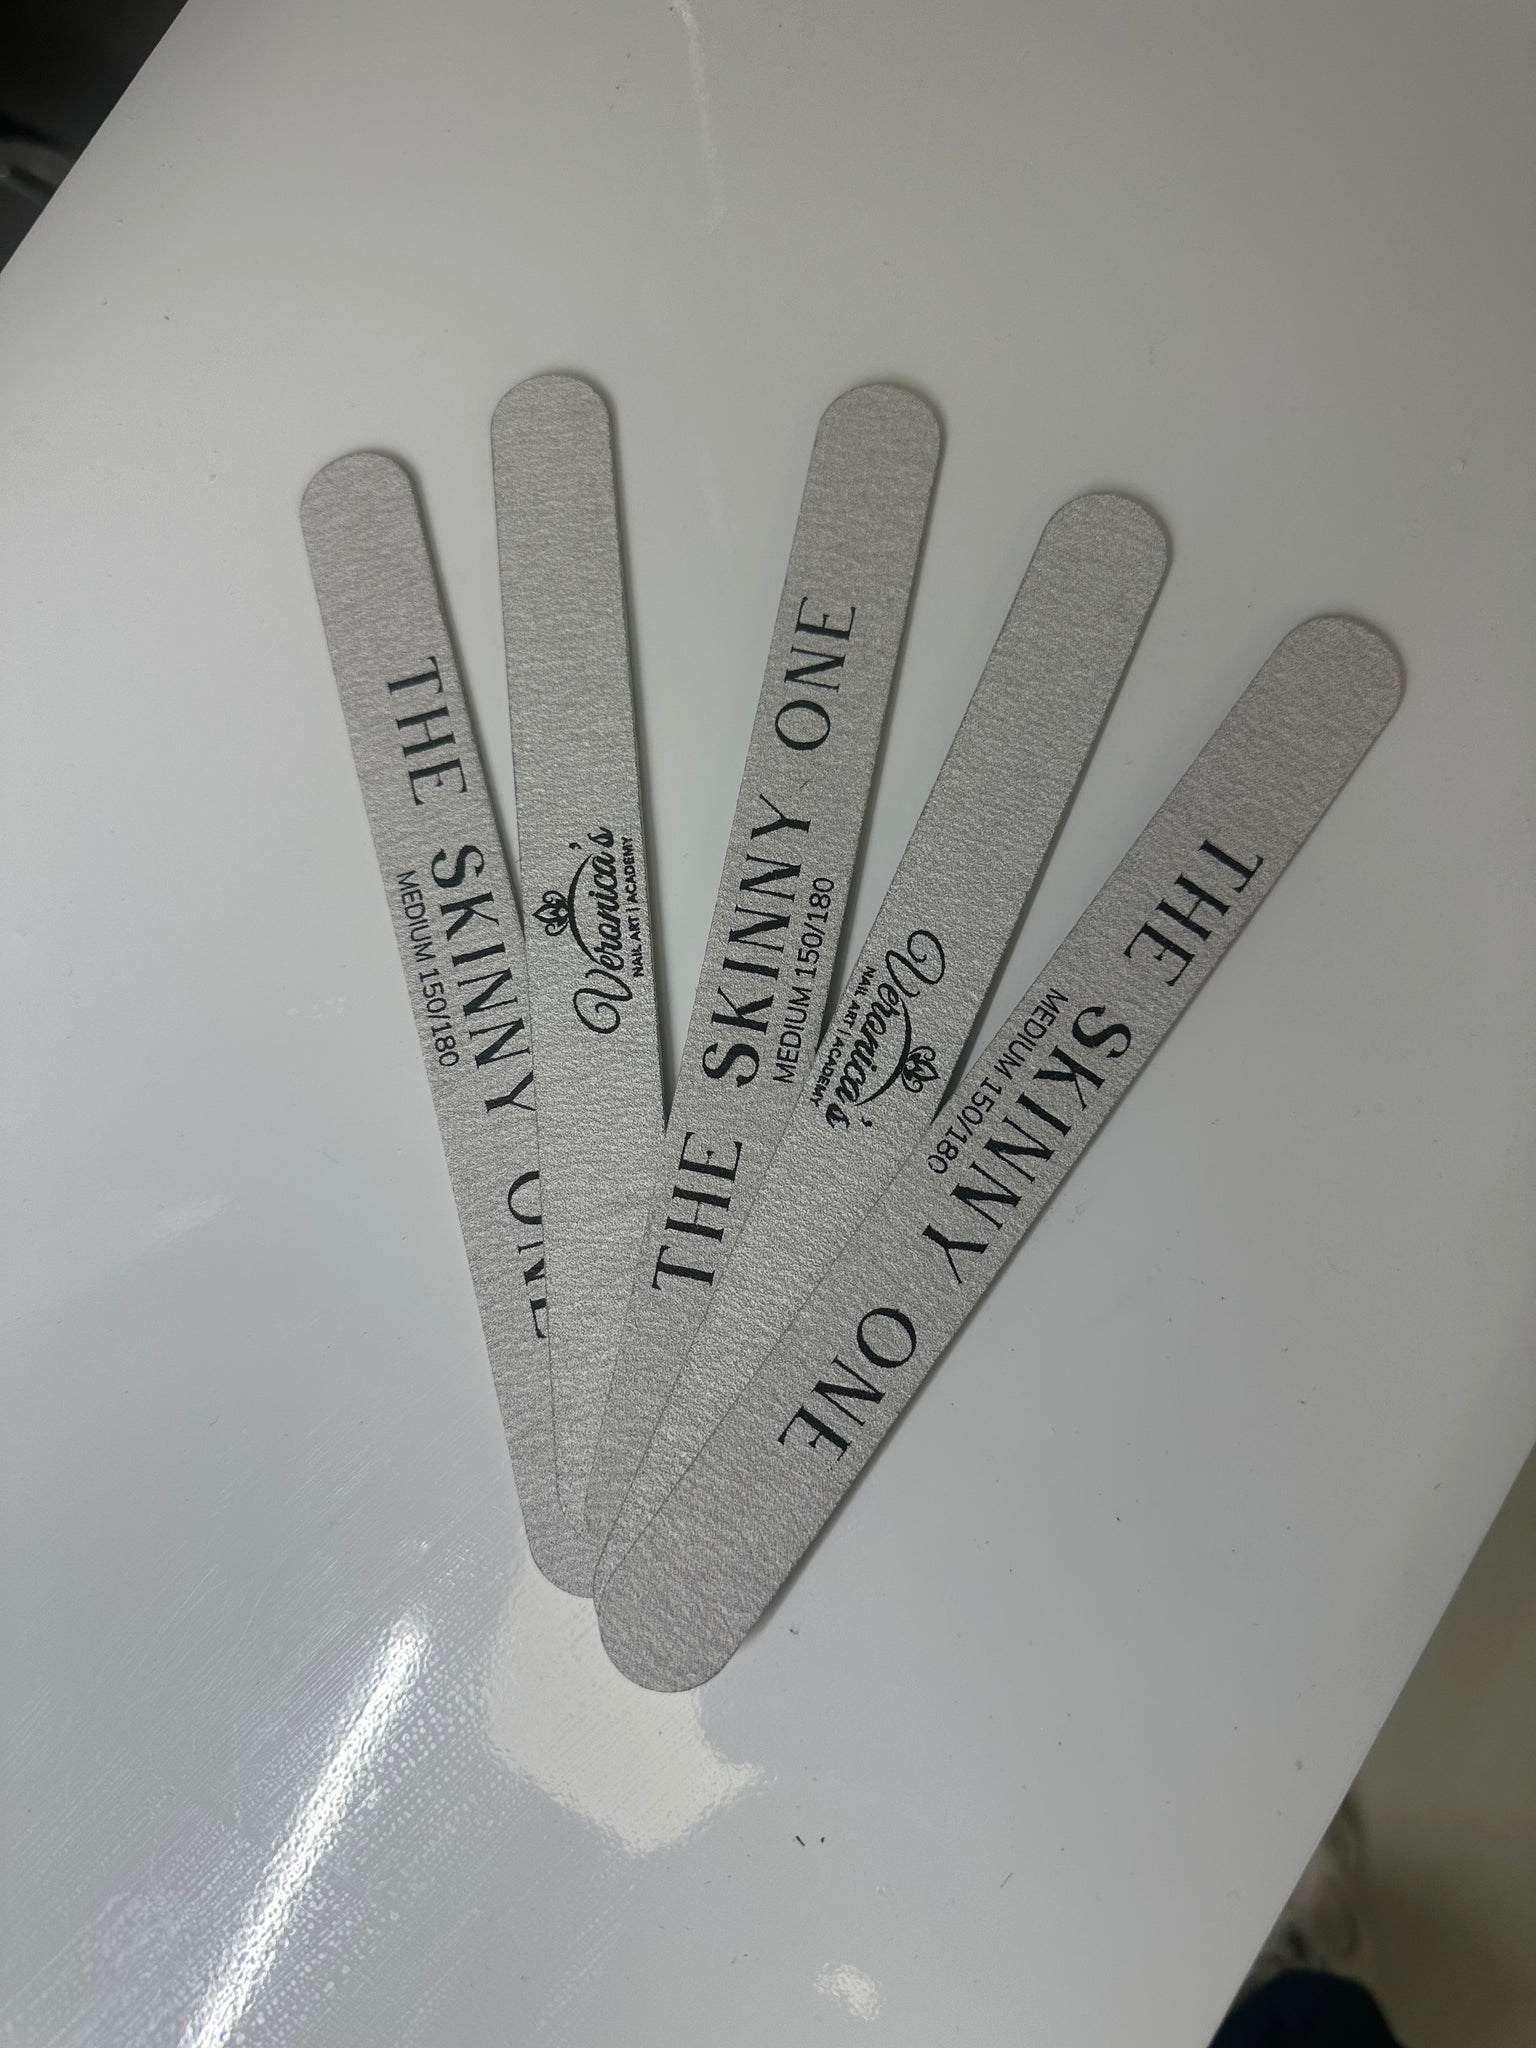 THE SKINNY ONE
MEDIUM 150/180
Veronica's
NAIL ART | ACADEMY
THE SKINNY ONE
MEDIUM 150/180
Veronica's
NAIL ART | ACADEMY
THE SKINNY ONE
MEDIUM 150/180